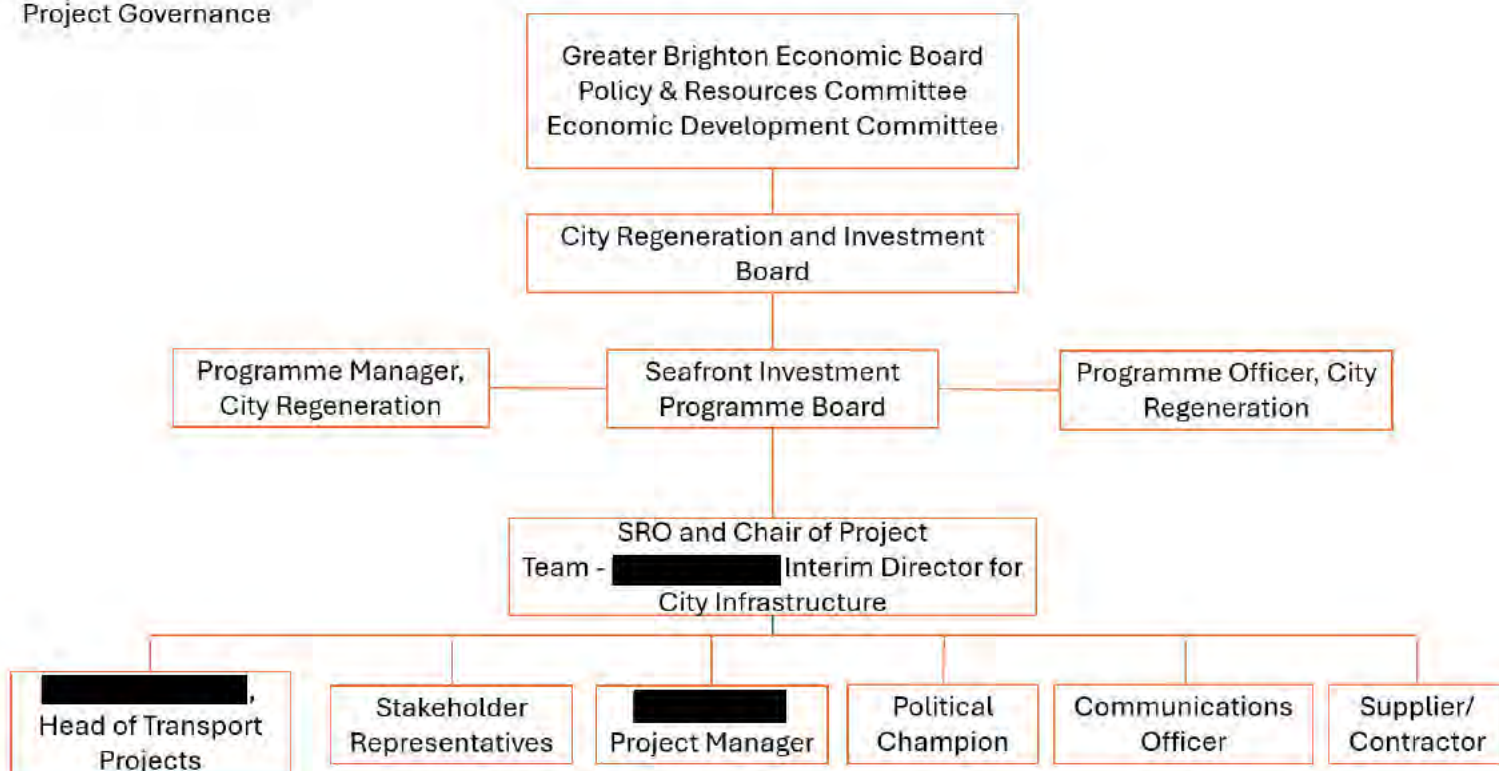 Project Governance
Greater Brighton Economic Board
Policy & Resources Committee
Economic Development Committee
City Regeneration and Investment
Board
Programme Manager,
City Regeneration
Seafront Investment
Programme Board
Programme Officer, City
Regeneration
SRO and Chair of Project
Team - Interim Director for
City Infrastructure
,
Head of Transport
Projects
Stakeholder
Representatives
Project Manager
Political
Champion
Communications
Officer
Supplier/
Contractor